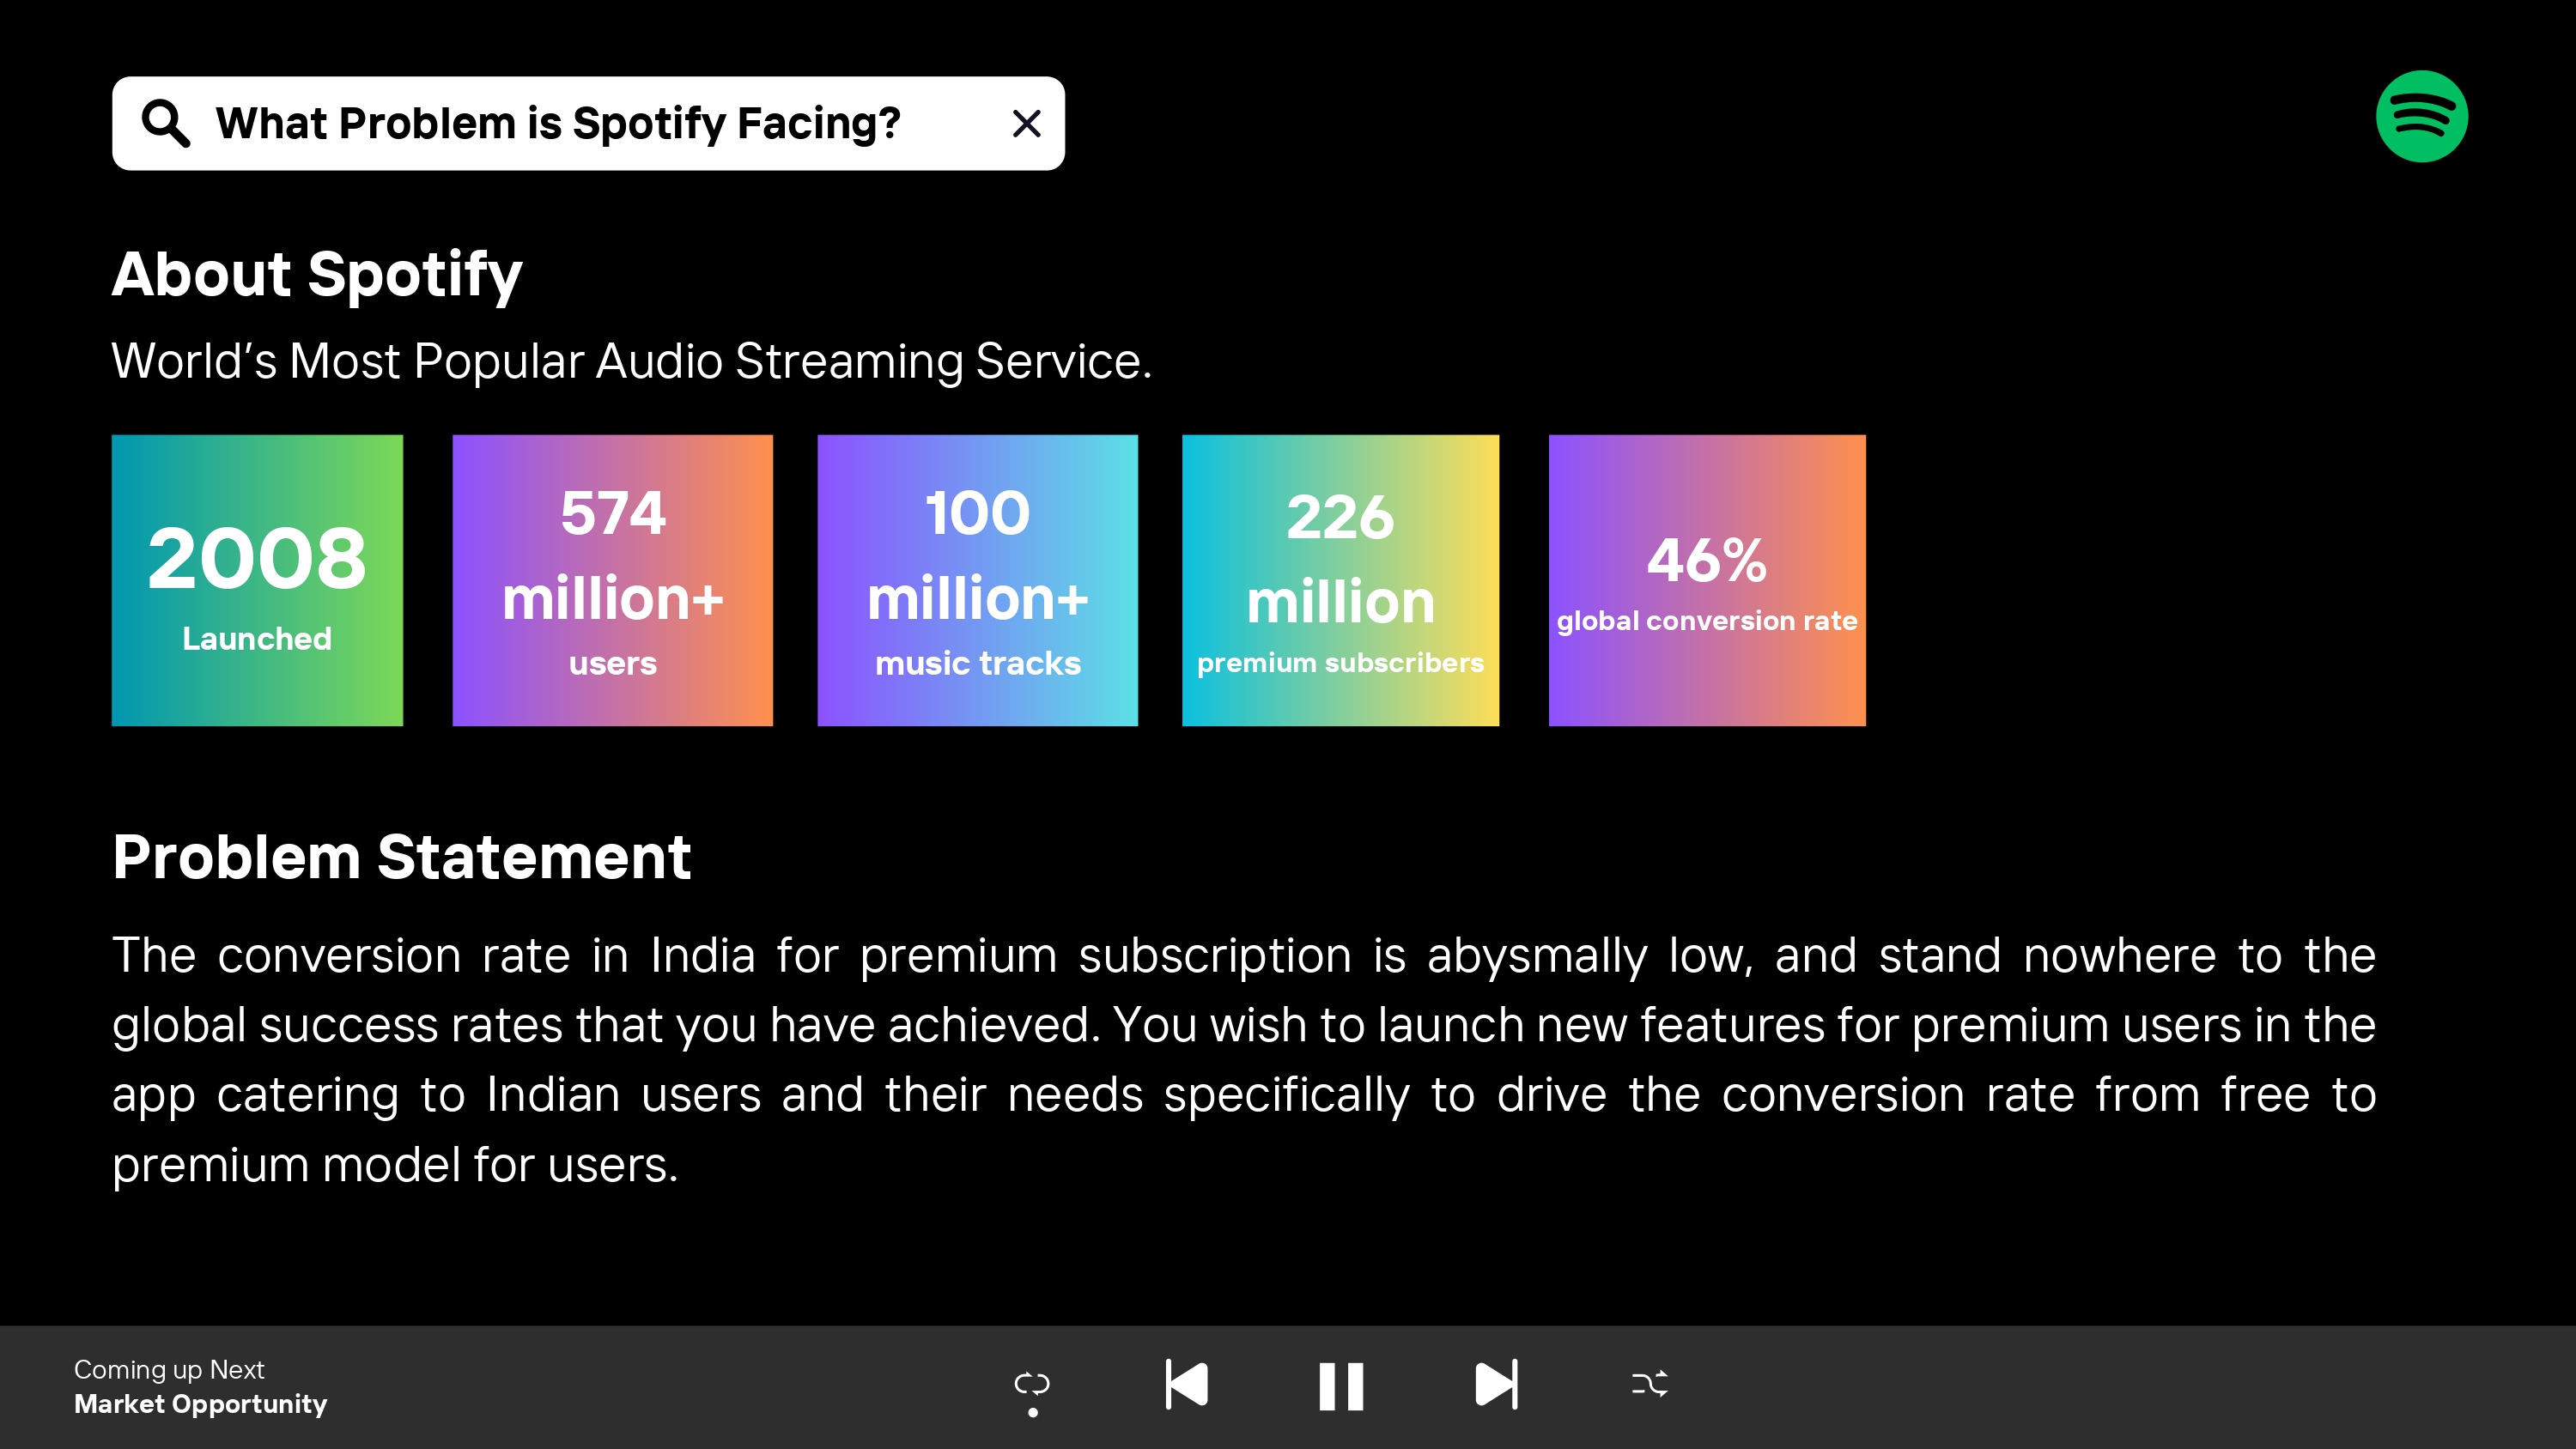 What Problem is Spotify Facing?
About Spotify
World's Most Popular Audio Streaming Service.
2008
Launched
574
million+
users
100
million+
music tracks
226
million
premium subscribers
46%
global conversion rate
Problem Statement
The conversion rate in India for premium subscription is abysmally low, and stand nowhere to the
global success rates that you have achieved. You wish to launch new features for premium users in the
app catering to Indian users and their needs specifically to drive the conversion rate from free to
premium model for users.
Coming up Next
Market Opportunity